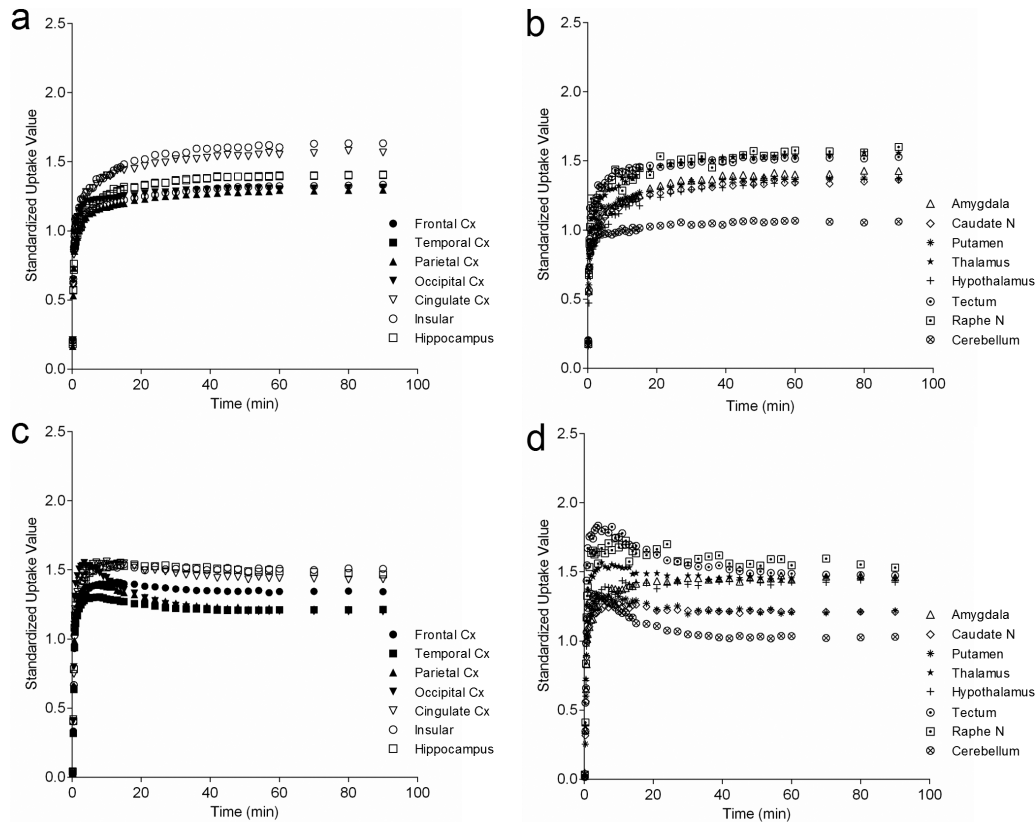 a
2.5
2.0
1.5
1.0
0.5
0.0
Standardized Uptake Value
0 20 40 60 80 100
Time (min)
Frontal Cx
Temporal Cx
Parietal Cx
Occipital Cx
Cingulate Cx
Insular
Hippocampus
b
2.5
2.0
1.5
1.0
0.5
0.0
Standardized Uptake Value
0 20 40 60 80 100
Time (min)
Amygdala
Caudate N
Putamen
Thalamus
Hypothalamus
Tectum
Raphe N
Cerebellum
c
2.5
2.0
1.5
1.0
0.5
0.0
Standardized Uptake Value
0 20 40 60 80 100
Time (min)
Frontal Cx
Temporal Cx
Parietal Cx
Occipital Cx
Cingulate Cx
Insular
Hippocampus
d
2.5
2.0
1.5
1.0
0.5
0.0
Standardized Uptake Value
0 20 40 60 80 100
Time (min)
Amygdala
Caudate N
Putamen
Thalamus
Hypothalamus
Tectum
Raphe N
Cerebellum